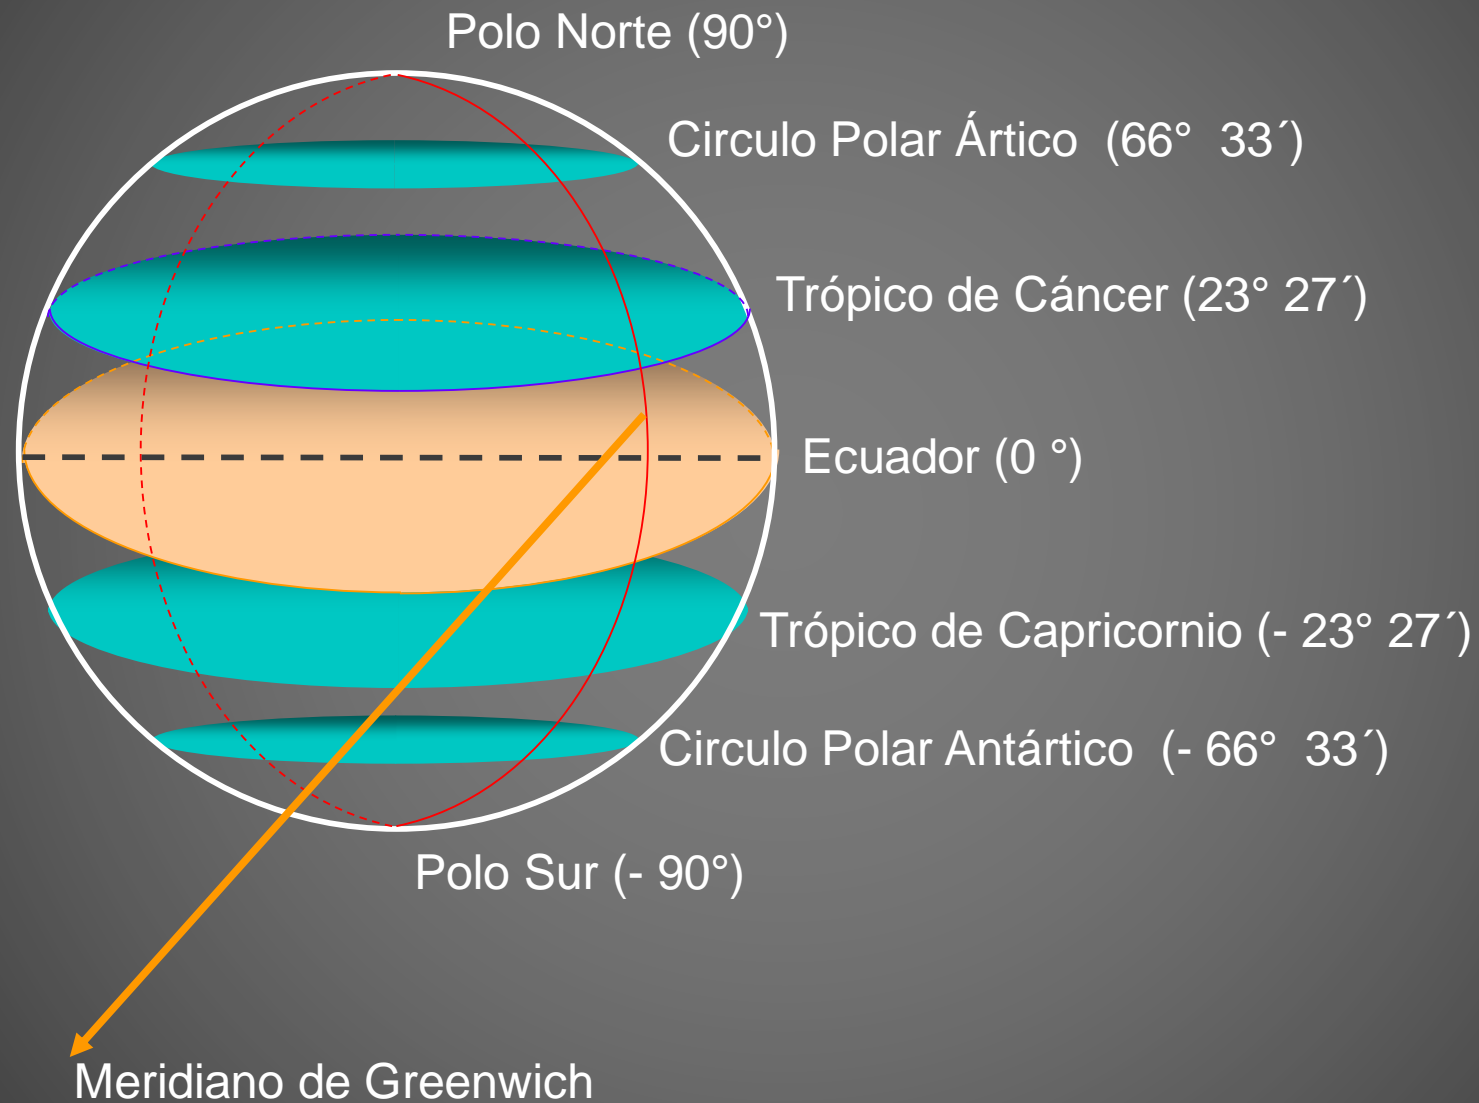 Polo Norte (90°)
Circulo Polar Ártico  (66°  33´)
Trópico de Cáncer (23° 27´)
Ecuador (0 °)
Trópico de Capricornio (- 23° 27´)
Circulo Polar Antártico  (- 66°  33´)
Polo Sur (- 90°)
Meridiano de Greenwich